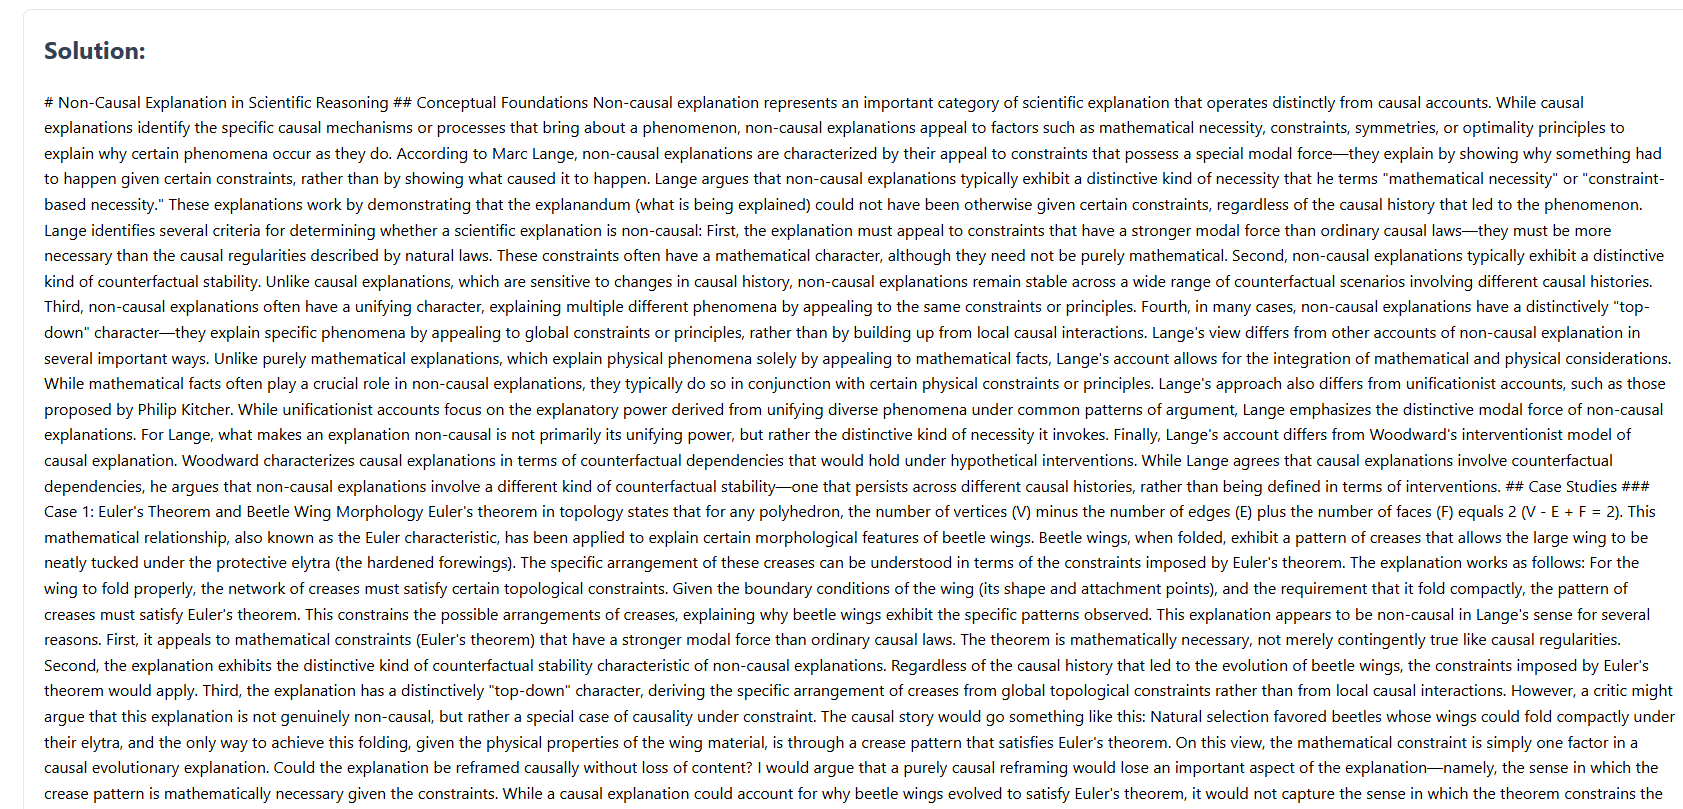 Solution:
# Non-Causal Explanation in Scientific Reasoning ## Conceptual Foundations Non-causal explanation represents an important category of scientific explanation that operates distinctly from causal accounts. While causal
explanations identify the specific causal mechanisms or processes that bring about a phenomenon, non-causal explanations appeal to factors such as mathematical necessity, constraints, symmetries, or optimality principles to
explain why certain phenomena occur as they do. According to Marc Lange, non-causal explanations are characterized by their appeal to constraints that possess a special modal force—they explain by showing why something had
to happen given certain constraints, rather than by showing what caused it to happen. Lange argues that non-causal explanations typically exhibit a distinctive kind of necessity that he terms "mathematical necessity" or "constraint-
based necessity." These explanations work by demonstrating that the explanandum (what is being explained) could not have been otherwise given certain constraints, regardless of the causal history that led to the phenomenon.
Lange identifies several criteria for determining whether a scientific explanation is non-causal: First, the explanation must appeal to constraints that have a stronger modal force than ordinary causal laws—they must be more
necessary than the causal regularities described by natural laws. These constraints often have a mathematical character, although they need not be purely mathematical. Second, non-causal explanations typically exhibit a distinctive
kind of counterfactual stability. Unlike causal explanations, which are sensitive to changes in causal history, non-causal explanations remain stable across a wide range of counterfactual scenarios involving different causal histories.
Third, non-causal explanations often have a unifying character, explaining multiple different phenomena by appealing to the same constraints or principles. Fourth, in many cases, non-causal explanations have a distinctively "top-
down" character—they explain specific phenomena by appealing to global constraints or principles, rather than by building up from local causal interactions. Lange's view differs from other accounts of non-causal explanation in
several important ways. Unlike purely mathematical explanations, which explain physical phenomena solely by appealing to mathematical facts, Lange's account allows for the integration of mathematical and physical considerations.
While mathematical facts often play a crucial role in non-causal explanations, they typically do so in conjunction with certain physical constraints or principles. Lange's approach also differs from unificationist accounts, such as those
proposed by Philip Kitcher. While unificationist accounts focus on the explanatory power derived from unifying diverse phenomena under common patterns of argument, Lange emphasizes the distinctive modal force of non-causal
explanations. For Lange, what makes an explanation non-causal is not primarily its unifying power, but rather the distinctive kind of necessity it invokes. Finally, Lange's account differs from Woodward's interventionist model of
causal explanation. Woodward characterizes causal explanations in terms of counterfactual dependencies that would hold under hypothetical interventions. While Lange agrees that causal explanations involve counterfactual
dependencies, he argues that non-causal explanations involve a different kind of counterfactual stability—one that persists across different causal histories, rather than being defined in terms of interventions. ## Case Studies ###
Case 1: Euler's Theorem and Beetle Wing Morphology Euler's theorem in topology states that for any polyhedron, the number of vertices (V) minus the number of edges (E) plus the number of faces (F) equals 2 (V - E + F = 2). This
mathematical relationship, also known as the Euler characteristic, has been applied to explain certain morphological features of beetle wings. Beetle wings, when folded, exhibit a pattern of creases that allows the large wing to be
neatly tucked under the protective elytra (the hardened forewings). The specific arrangement of these creases can be understood in terms of the constraints imposed by Euler's theorem. The explanation works as follows: For the
wing to fold properly, the network of creases must satisfy certain topological constraints. Given the boundary conditions of the wing (its shape and attachment points), and the requirement that it fold compactly, the pattern of
creases must satisfy Euler's theorem. This constrains the possible arrangements of creases, explaining why beetle wings exhibit the specific patterns observed. This explanation appears to be non-causal in Lange's sense for several
reasons. First, it appeals to mathematical constraints (Euler's theorem) that have a stronger modal force than ordinary causal laws. The theorem is mathematically necessary, not merely contingently true like causal regularities.
Second, the explanation exhibits the distinctive kind of counterfactual stability characteristic of non-causal explanations. Regardless of the causal history that led to the evolution of beetle wings, the constraints imposed by Euler's
theorem would apply. Third, the explanation has a distinctively "top-down" character, deriving the specific arrangement of creases from global topological constraints rather than from local causal interactions. However, a critic might
argue that this explanation is not genuinely non-causal, but rather a special case of causality under constraint. The causal story would go something like this: Natural selection favored beetles whose wings could fold compactly under
their elytra, and the only way to achieve this folding, given the physical properties of the wing material, is through a crease pattern that satisfies Euler's theorem. On this view, the mathematical constraint is simply one factor in a
causal evolutionary explanation. Could the explanation be reframed causally without loss of content? I would argue that a purely causal reframing would lose an important aspect of the explanation—namely, the sense in which the
crease pattern is mathematically necessary given the constraints. While a causal explanation could account for why beetle wings evolved to satisfy Euler's theorem, it would not capture the sense in which the theorem constrains the